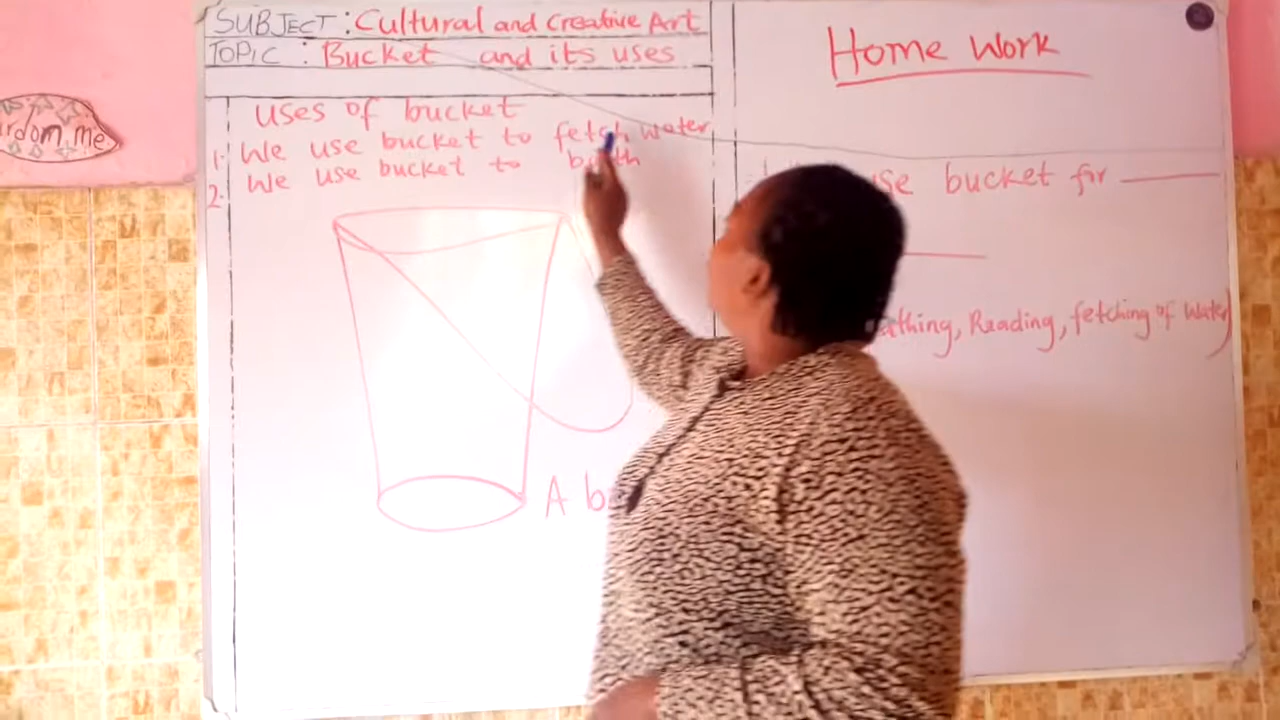 SUBJECT: Cultural and Creative Art
TOPIC: Bucket and its uses
uses of bucket
1. We use bucket to fetch water
2. We use bucket to bath
A
Home Work
bucket for
Reading, fetching of Water)